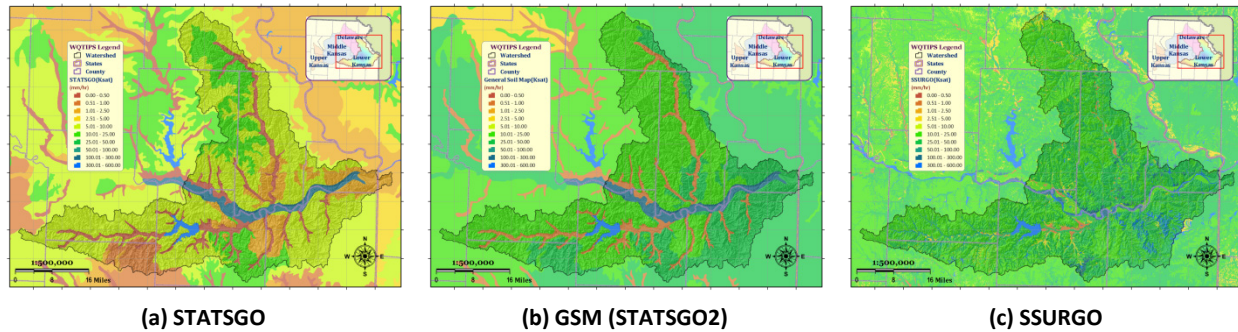 Delaware
Middle
Kansas
Upper
Kansas
Lower
Kansas
WQTIPS Legend
Watershed
States
County
STATSGO(Ksat)
(mm/hr)
0.00 - 0.50
0.51 - 1.00
1.01 - 2.50
2.51 - 5.00
5.01 - 10.00
10.01 - 25.00
25.01 - 50.00
50.01 - 100.00
100.01 - 300.00
300.01 - 600.00
N
W
E
S
1:500,000
0 8 16 Miles
(a) STATSGO
Delaware
Middle
Kansas
Upper
Kansas
Lower
Kansas
WQTIPS Legend
Watershed
States
County
General Soil Map(Ksat)
(mm/hr)
0.00 - 0.50
0.51 - 1.00
1.01 - 2.50
2.51 - 5.00
5.01 - 10.00
10.01 - 25.00
25.01 - 50.00
50.01 - 100.00
100.01 - 300.00
300.01 - 600.00
N
W
E
S
1:500,000
0 8 16 Miles
(b) GSM (STATSGO2)
Delaware
Middle
Kansas
Upper
Kansas
Lower
Kansas
WQTIPS Legend
Watershed
States
County
SSURGO(Ksat)
(mm/hr)
0.00 - 0.50
0.51 - 1.00
1.01 - 2.50
2.51 - 5.00
5.01 - 10.00
10.01 - 25.00
25.01 - 50.00
50.01 - 100.00
100.01 - 300.00
300.01 - 600.00
N
W
E
S
1:500,000
0 8 16 Miles
(c) SSURGO